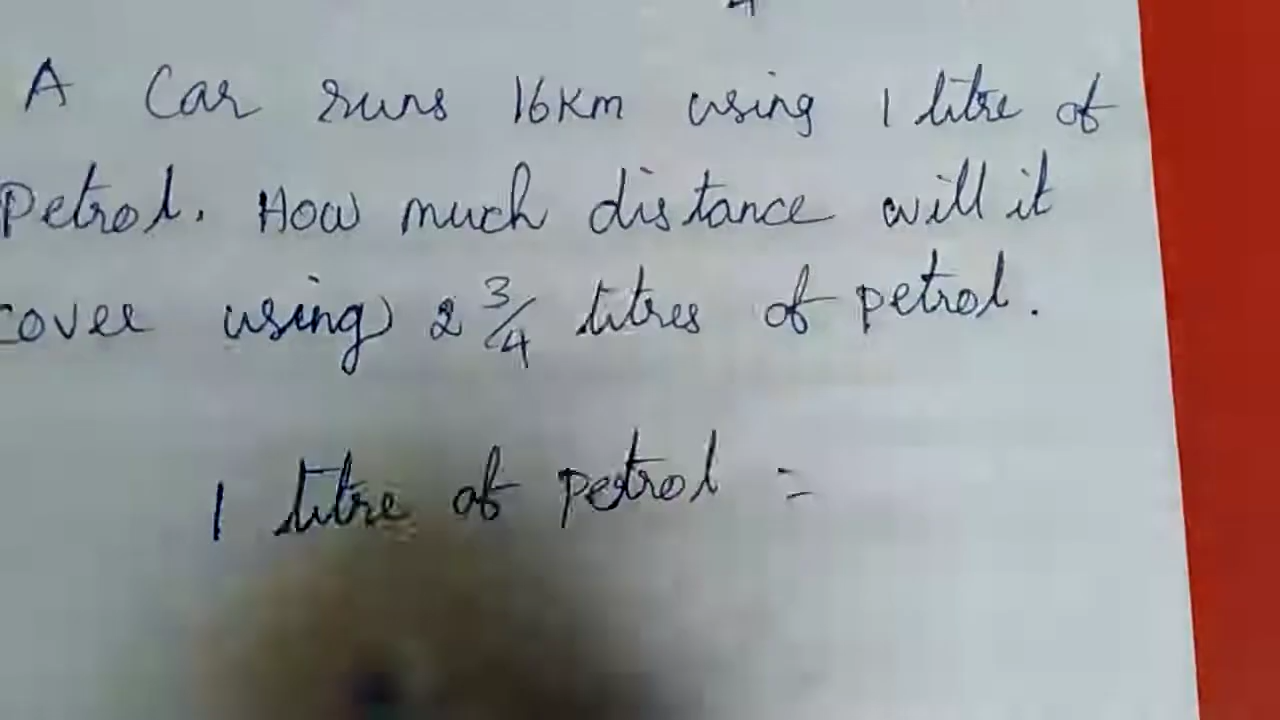 A Car runs 16Km using 1 litre of
Petrol. How much distance will it
cover using 2 3/4 litres of petrol.
1 litre of petrol =